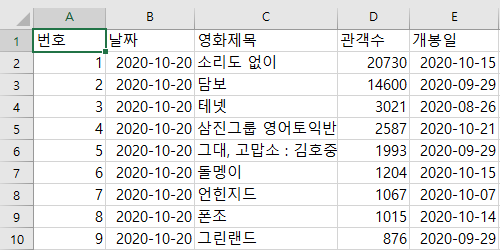 A B C D E
1 번호 날짜 영화제목 관객수 개봉일
2 1 2020-10-20 소리도 없이 20730 2020-10-15
3 2 2020-10-20 담보 14600 2020-09-29
4 3 2020-10-20 테넷 3021 2020-08-26
5 4 2020-10-20 삼진그룹 영어토익반 2587 2020-10-21
6 5 2020-10-20 그대, 고맙소 : 김호중 1993 2020-09-29
7 6 2020-10-20 돌멩이 1204 2020-10-15
8 7 2020-10-20 언힌지드 1067 2020-10-07
9 8 2020-10-20 폰조 1015 2020-10-14
10 9 2020-10-20 그린랜드 876 2020-09-29